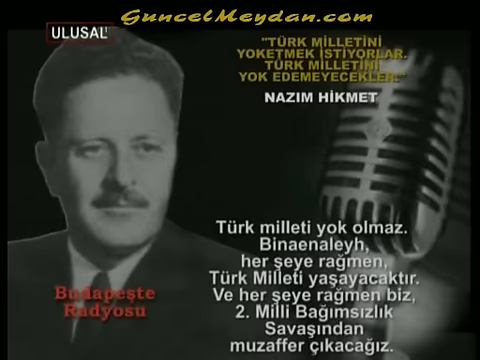 GuncelMeydan.com
ULUSAL
"TÜRK MİLLETİNİ
YOKETMEK İSTİYORLAR.
TÜRK MİLLETİNİ
YOK EDEMEYECEKLER."
NAZIM HİKMET
Türk milleti yok olmaz.
Binaenaleyh,
her şeye rağmen,
Türk Milleti yaşayacaktır.
Ve her şeye rağmen biz,
2. Milli Bağımsızlık
Savaşından
muzaffer çıkacağız.
Budapeşte
Radyosu